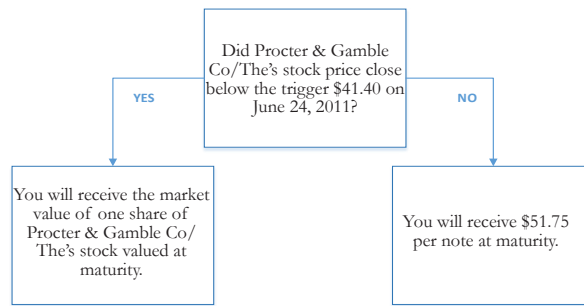 Did Procter & Gamble
Co/The's stock price close
below the trigger $41.40 on
June 24, 2011?
YES
NO
You will receive the market
value of one share of
Procter & Gamble Co/
The's stock valued at
maturity.
You will receive $51.75
per note at maturity.